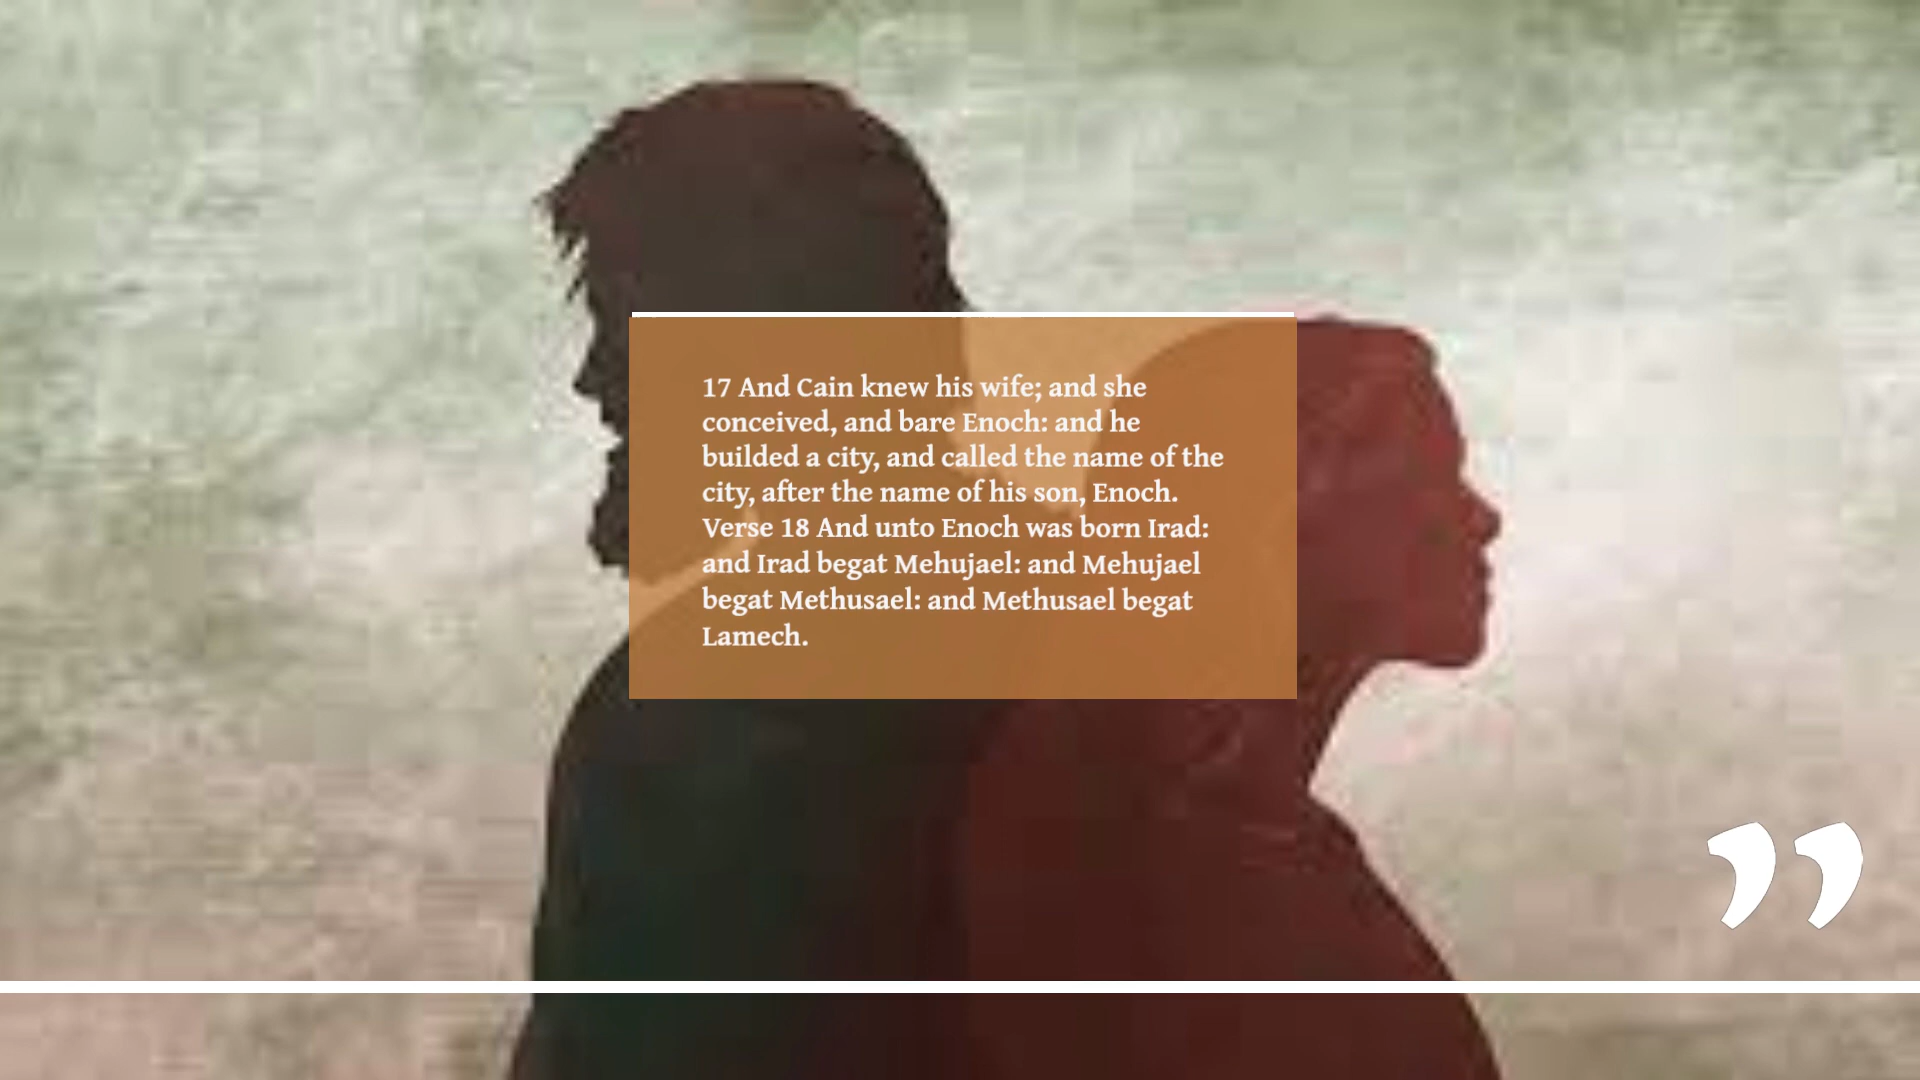 17 And Cain knew his wife; and she
conceived, and bare Enoch: and he
builded a city, and called the name of the
city, after the name of his son, Enoch.
Verse 18 And unto Enoch was born Irad:
and Irad begat Mehujael: and Mehujael
begat Methusael: and Methusael begat
Lamech.
”